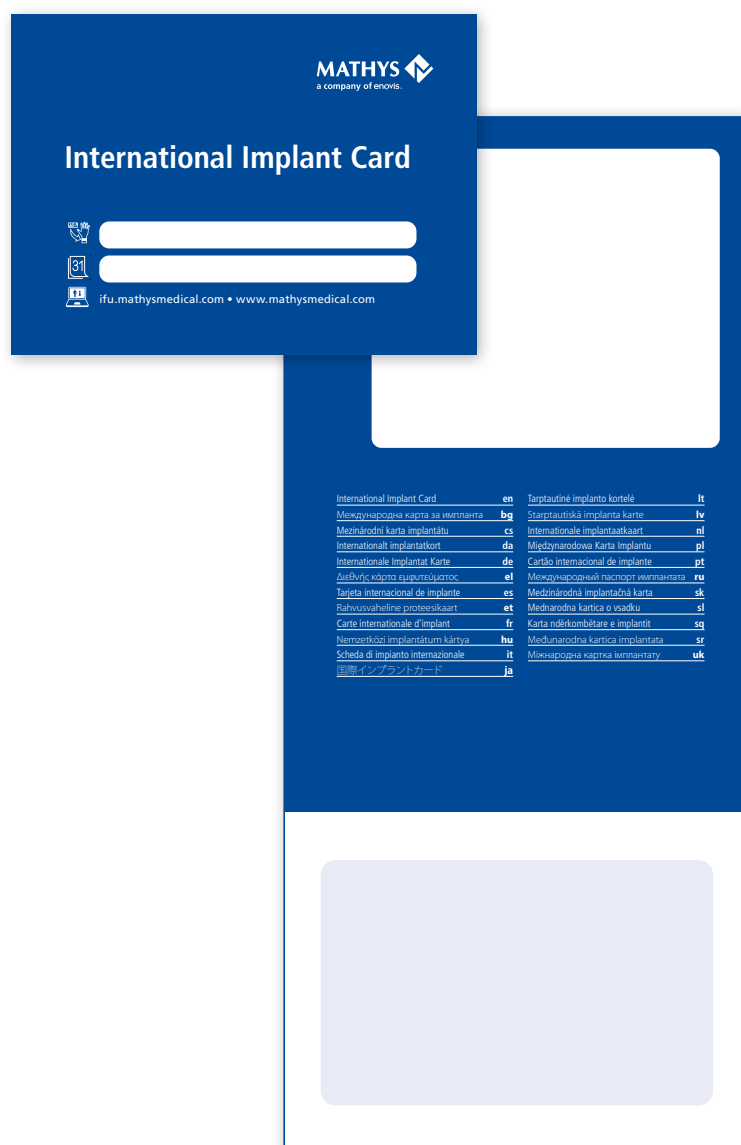 MATHYS
a company of enovis.
International Implant Card
31
ifu.mathysmedical.com • www.mathysmedical.com
International Implant Card en
Международна карта за импланта bg
Mezinárodní karta implantátu cs
Internationalt implantatkort da
Internationale Implantat Karte de
Διεθνής κάρτα εμφυτεύματος el
Tarjeta internacional de implante es
Rahvusvaheline proteesikaart et
Carte internationale d’implant fr
Nemzetközi implantátum kártya hu
Scheda di impianto internazionale it
国際インプラントカード ja
Tarptautinė implanto kortelė lt
Starptautiskā implanta karte lv
Internationale implantaatkaart nl
Międzynarodowa Karta Implantu pl
Cartão internacional de implante pt
Международный паспорт имплантата ru
Medzinárodná implantačná karta sk
Mednarodna kartica o vsadku sl
Karta ndërkombëtare e implantit sq
Međunarodna kartica implantata sr
Міжнародна картка імплантату uk